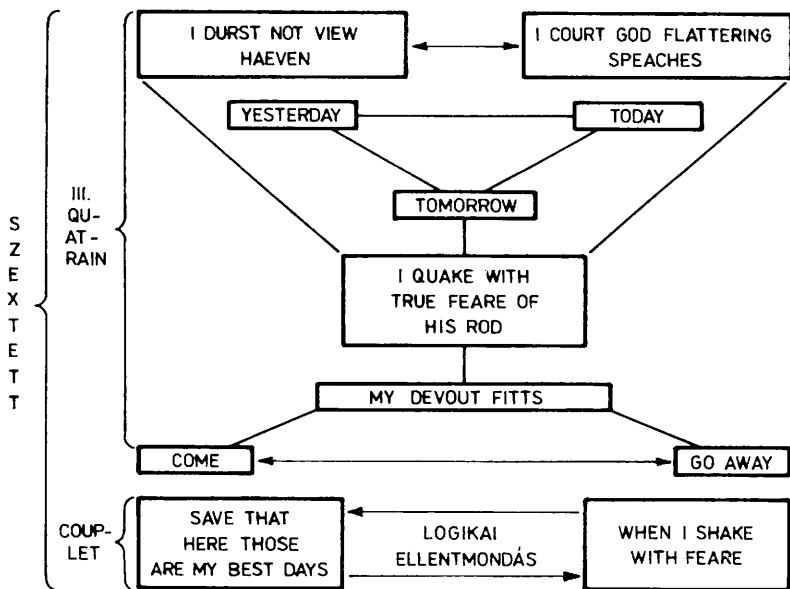 I DURST NOT VIEW
HAEVEN
I COURT GOD FLATTERING
SPEACHES
YESTERDAY
TODAY
TOMORROW
III.
QU-
AT-
RAIN
I QUAKE WITH
TRUE FEARE OF
HIS ROD
SZEXTETT
MY DEVOUT FITTS
COME
GO AWAY
COUP-
LET
SAVE THAT
HERE THOSE
ARE MY BEST DAYS
LOGIKAI
ELLENTMONDÁS
WHEN I SHAKE
WITH FEARE